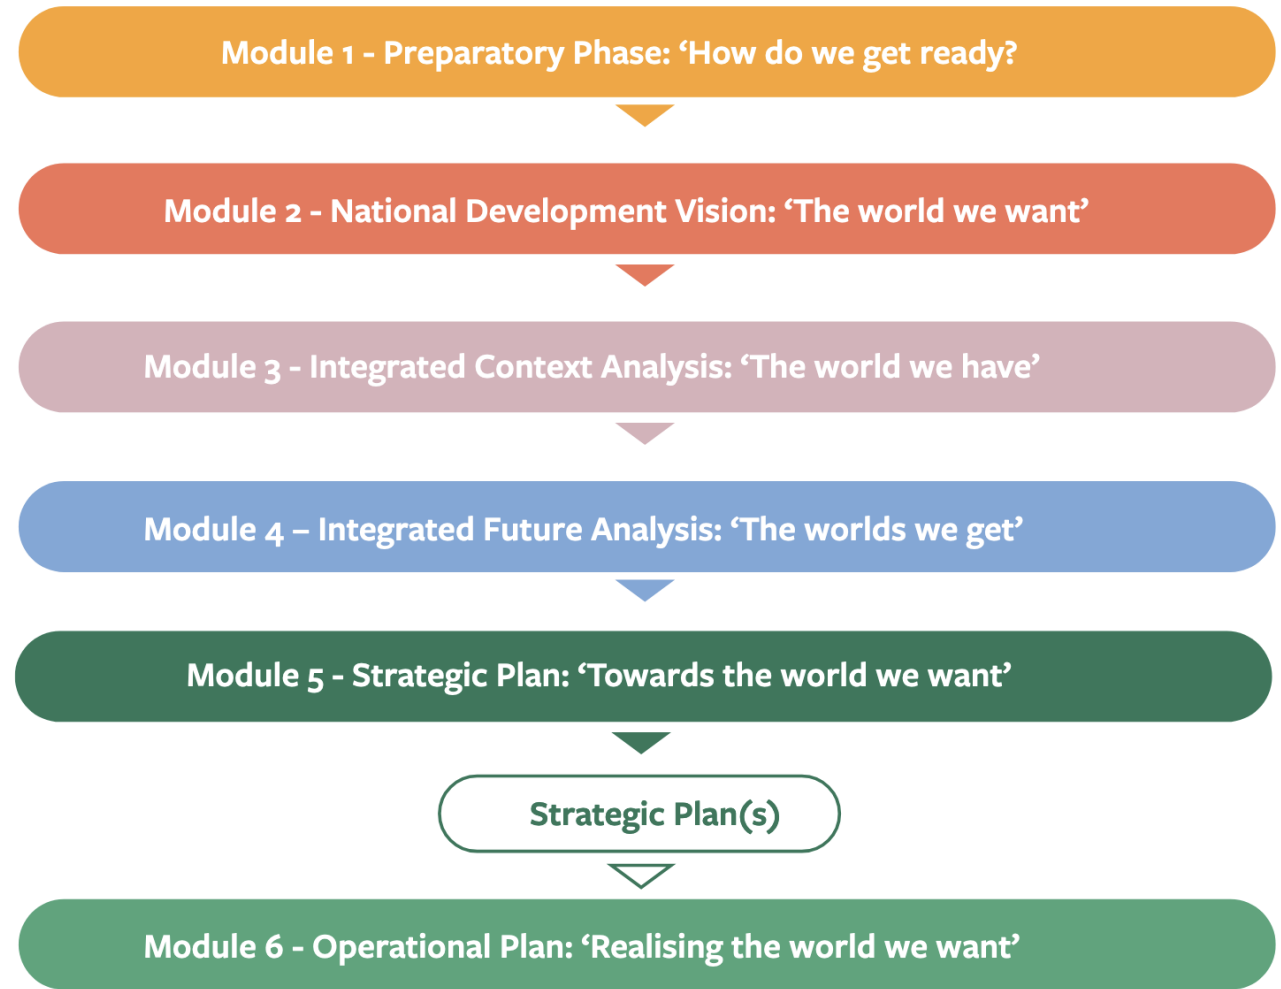 Module 1 - Preparatory Phase: ‘How do we get ready?
Module 2 - National Development Vision: ‘The world we want’
Module 3 - Integrated Context Analysis: ‘The world we have’
Module 4 – Integrated Future Analysis: ‘The worlds we get’
Module 5 - Strategic Plan: ‘Towards the world we want’
Strategic Plan(s)
Module 6 - Operational Plan: ‘Realising the world we want’